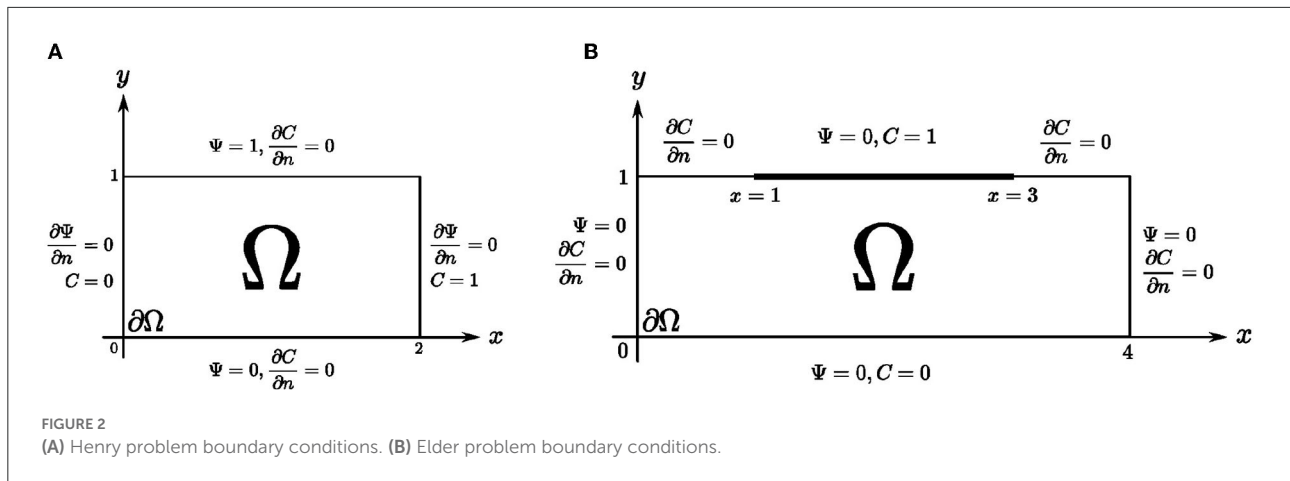 A
y
Ψ = 1, ∂C/∂n = 0
1
∂Ψ/∂n = 0
C = 0
Ω
∂Ψ/∂n = 0
C = 1
∂Ω
x
0
2
Ψ = 0, ∂C/∂n = 0
B
y
∂C/∂n = 0
Ψ = 0, C = 1
∂C/∂n = 0
1
x = 1
x = 3
Ψ = 0
∂C/∂n = 0
Ω
Ψ = 0
∂C/∂n = 0
∂Ω
x
0
4
Ψ = 0, C = 0
FIGURE 2
(A) Henry problem boundary conditions. (B) Elder problem boundary conditions.